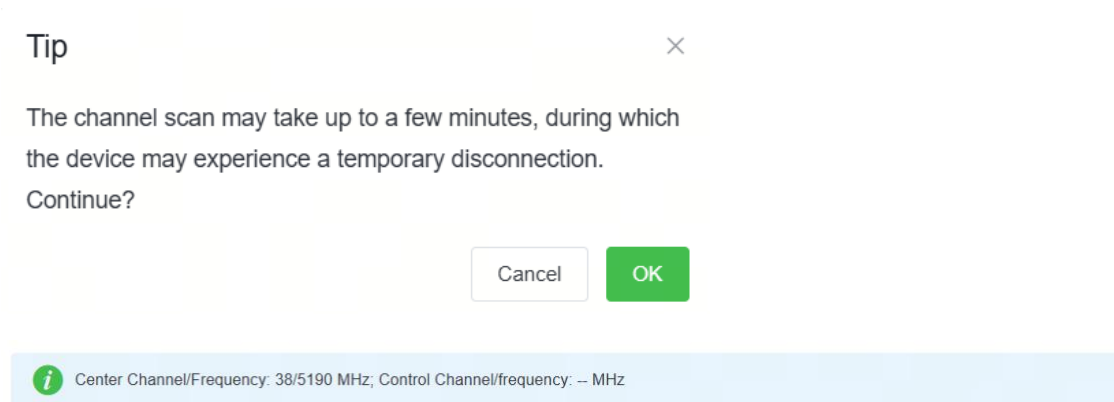 Tip
The channel scan may take up to a few minutes, during which
the device may experience a temporary disconnection.
Continue?
Cancel OK
Center Channel/Frequency: 38/5190 MHz; Control Channel/frequency: -- MHz